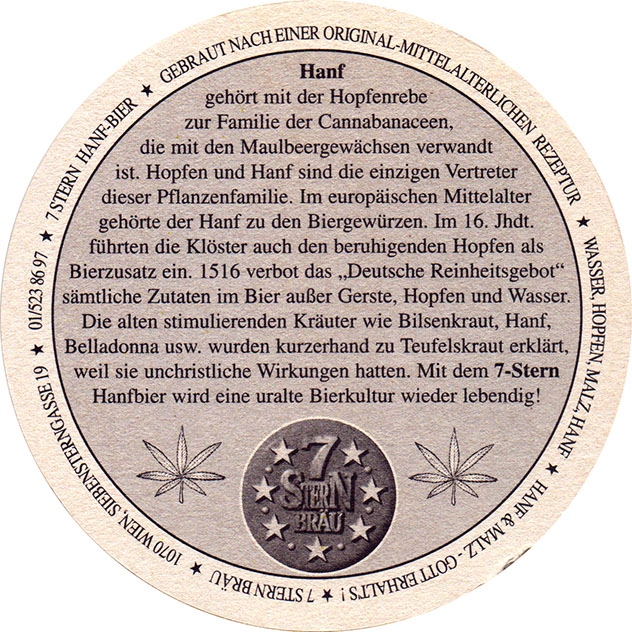 GEBRAUT NACH EINER ORIGINAL-MITTELALTERLICHEN REZEPTUR ★ WASSER, HOPFEN, MALZ, HANF ★ HANF & MALZ - GOTT ERHALT'S ! ★ 7 STERN BRÄU ★ 1070 WIEN, SIEBENSTERNGASSE 19 ★ 01/523 86 97 ★ 7 STERN HANF-BIER ★
Hanf
gehört mit der Hopfenrebe
zur Familie der Cannabanaceen,
die mit den Maulbeergewächsen verwandt
ist. Hopfen und Hanf sind die einzigen Vertreter
dieser Pflanzenfamilie. Im europäischen Mittelalter
gehörte der Hanf zu den Biergewürzen. Im 16. Jhdt.
führten die Klöster auch den beruhigenden Hopfen als
Bierzusatz ein. 1516 verbot das „Deutsche Reinheitsgebot“
sämtliche Zutaten im Bier außer Gerste, Hopfen und Wasser.
Die alten stimulierenden Kräuter wie Bilsenkraut, Hanf,
Belladonna usw. wurden kurzerhand zu Teufelskraut erklärt,
weil sie unchristliche Wirkungen hatten. Mit dem 7-Stern
Hanfbier wird eine uralte Bierkultur wieder lebendig!
7
STERN
BRÄU